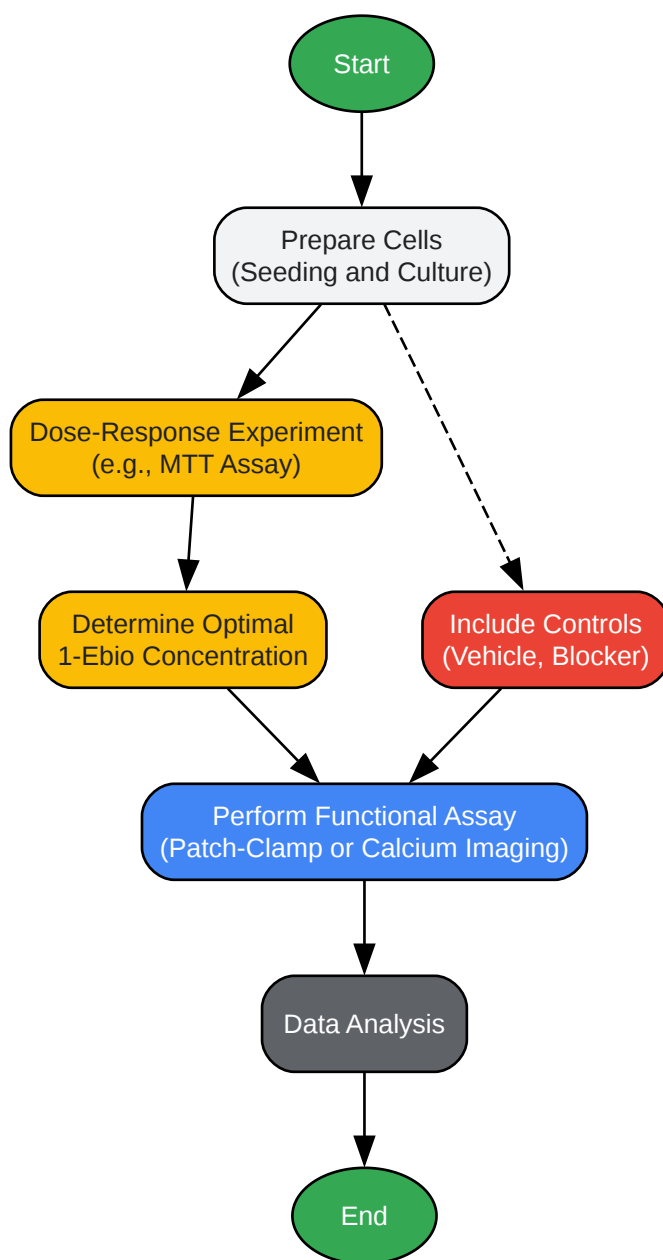 Start
Prepare Cells
(Seeding and Culture)
Dose-Response Experiment
(e.g., MTT Assay)
Determine Optimal
1-Ebio Concentration
Include Controls
(Vehicle, Blocker)
Perform Functional Assay
(Patch-Clamp or Calcium Imaging)
Data Analysis
End